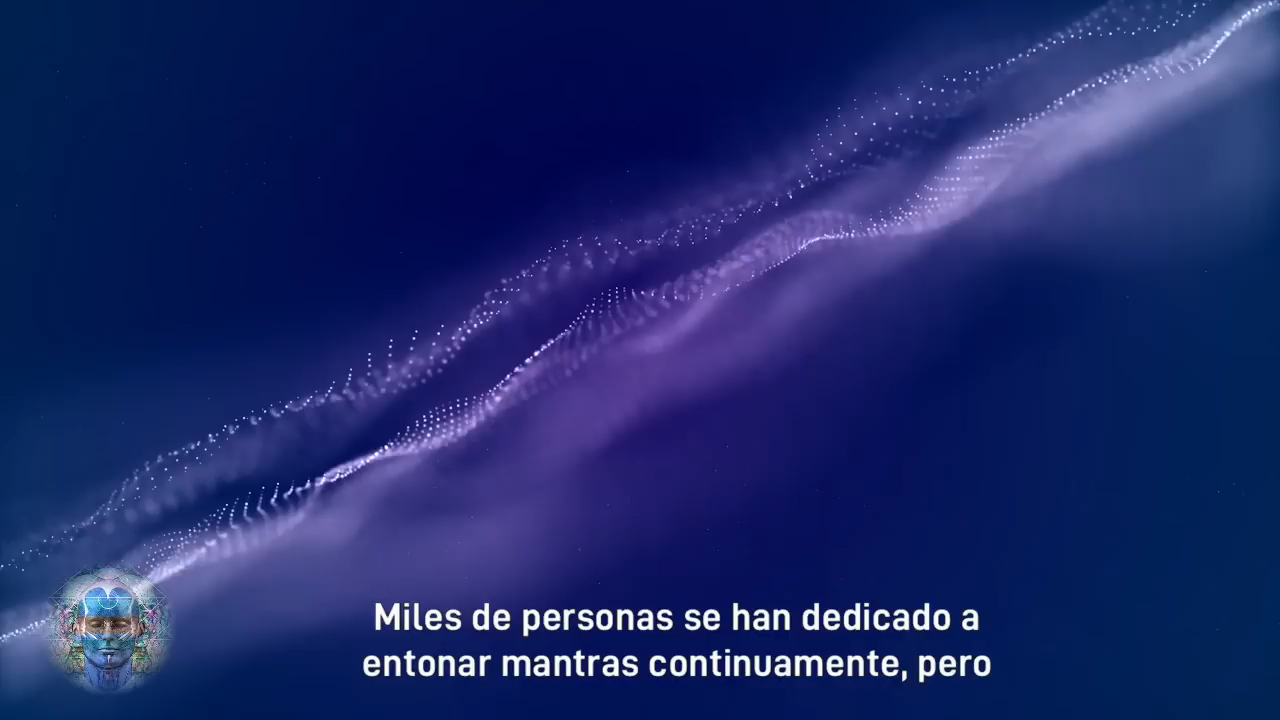 Miles de personas se han dedicado a
entonar mantras continuamente, pero